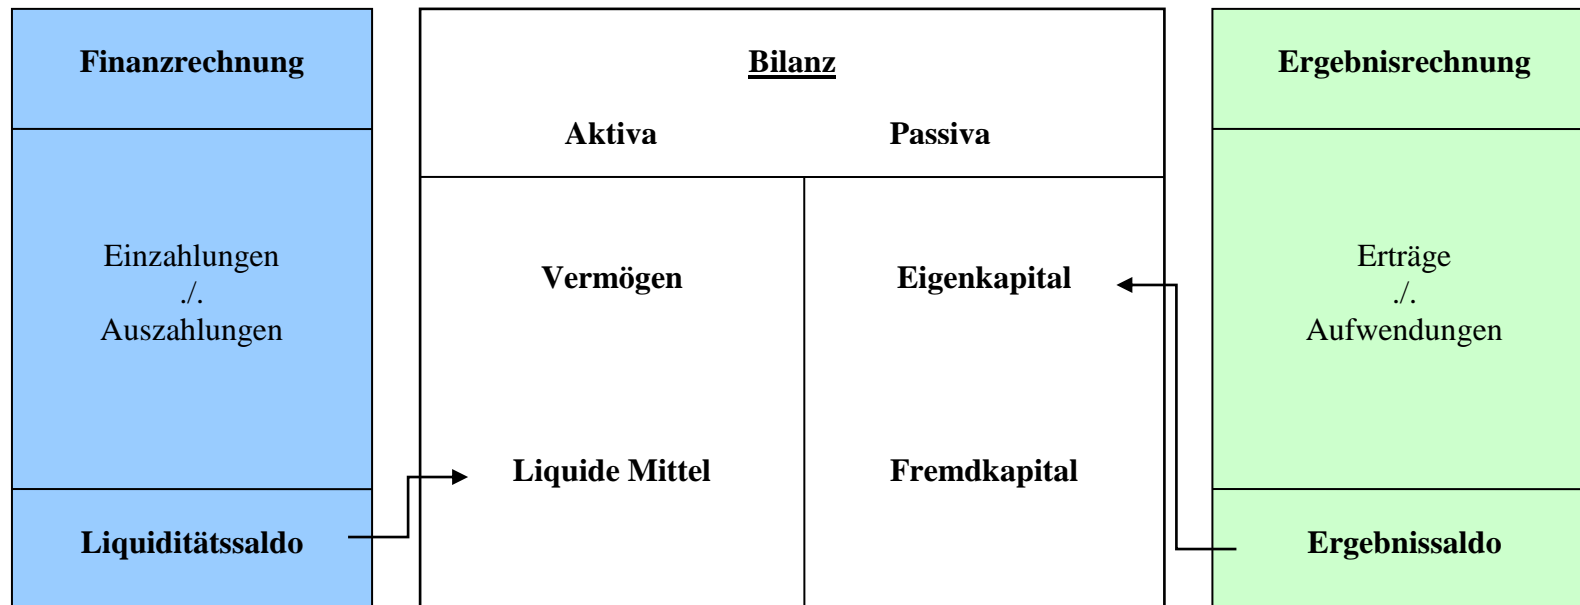 Finanzrechnung
Einzahlungen
./.
Auszahlungen
Liquiditätssaldo
Bilanz
Aktiva Passiva
Vermögen Eigenkapital
Liquide Mittel Fremdkapital
Ergebnisrechnung
Erträge
./.
Aufwendungen
Ergebnissaldo